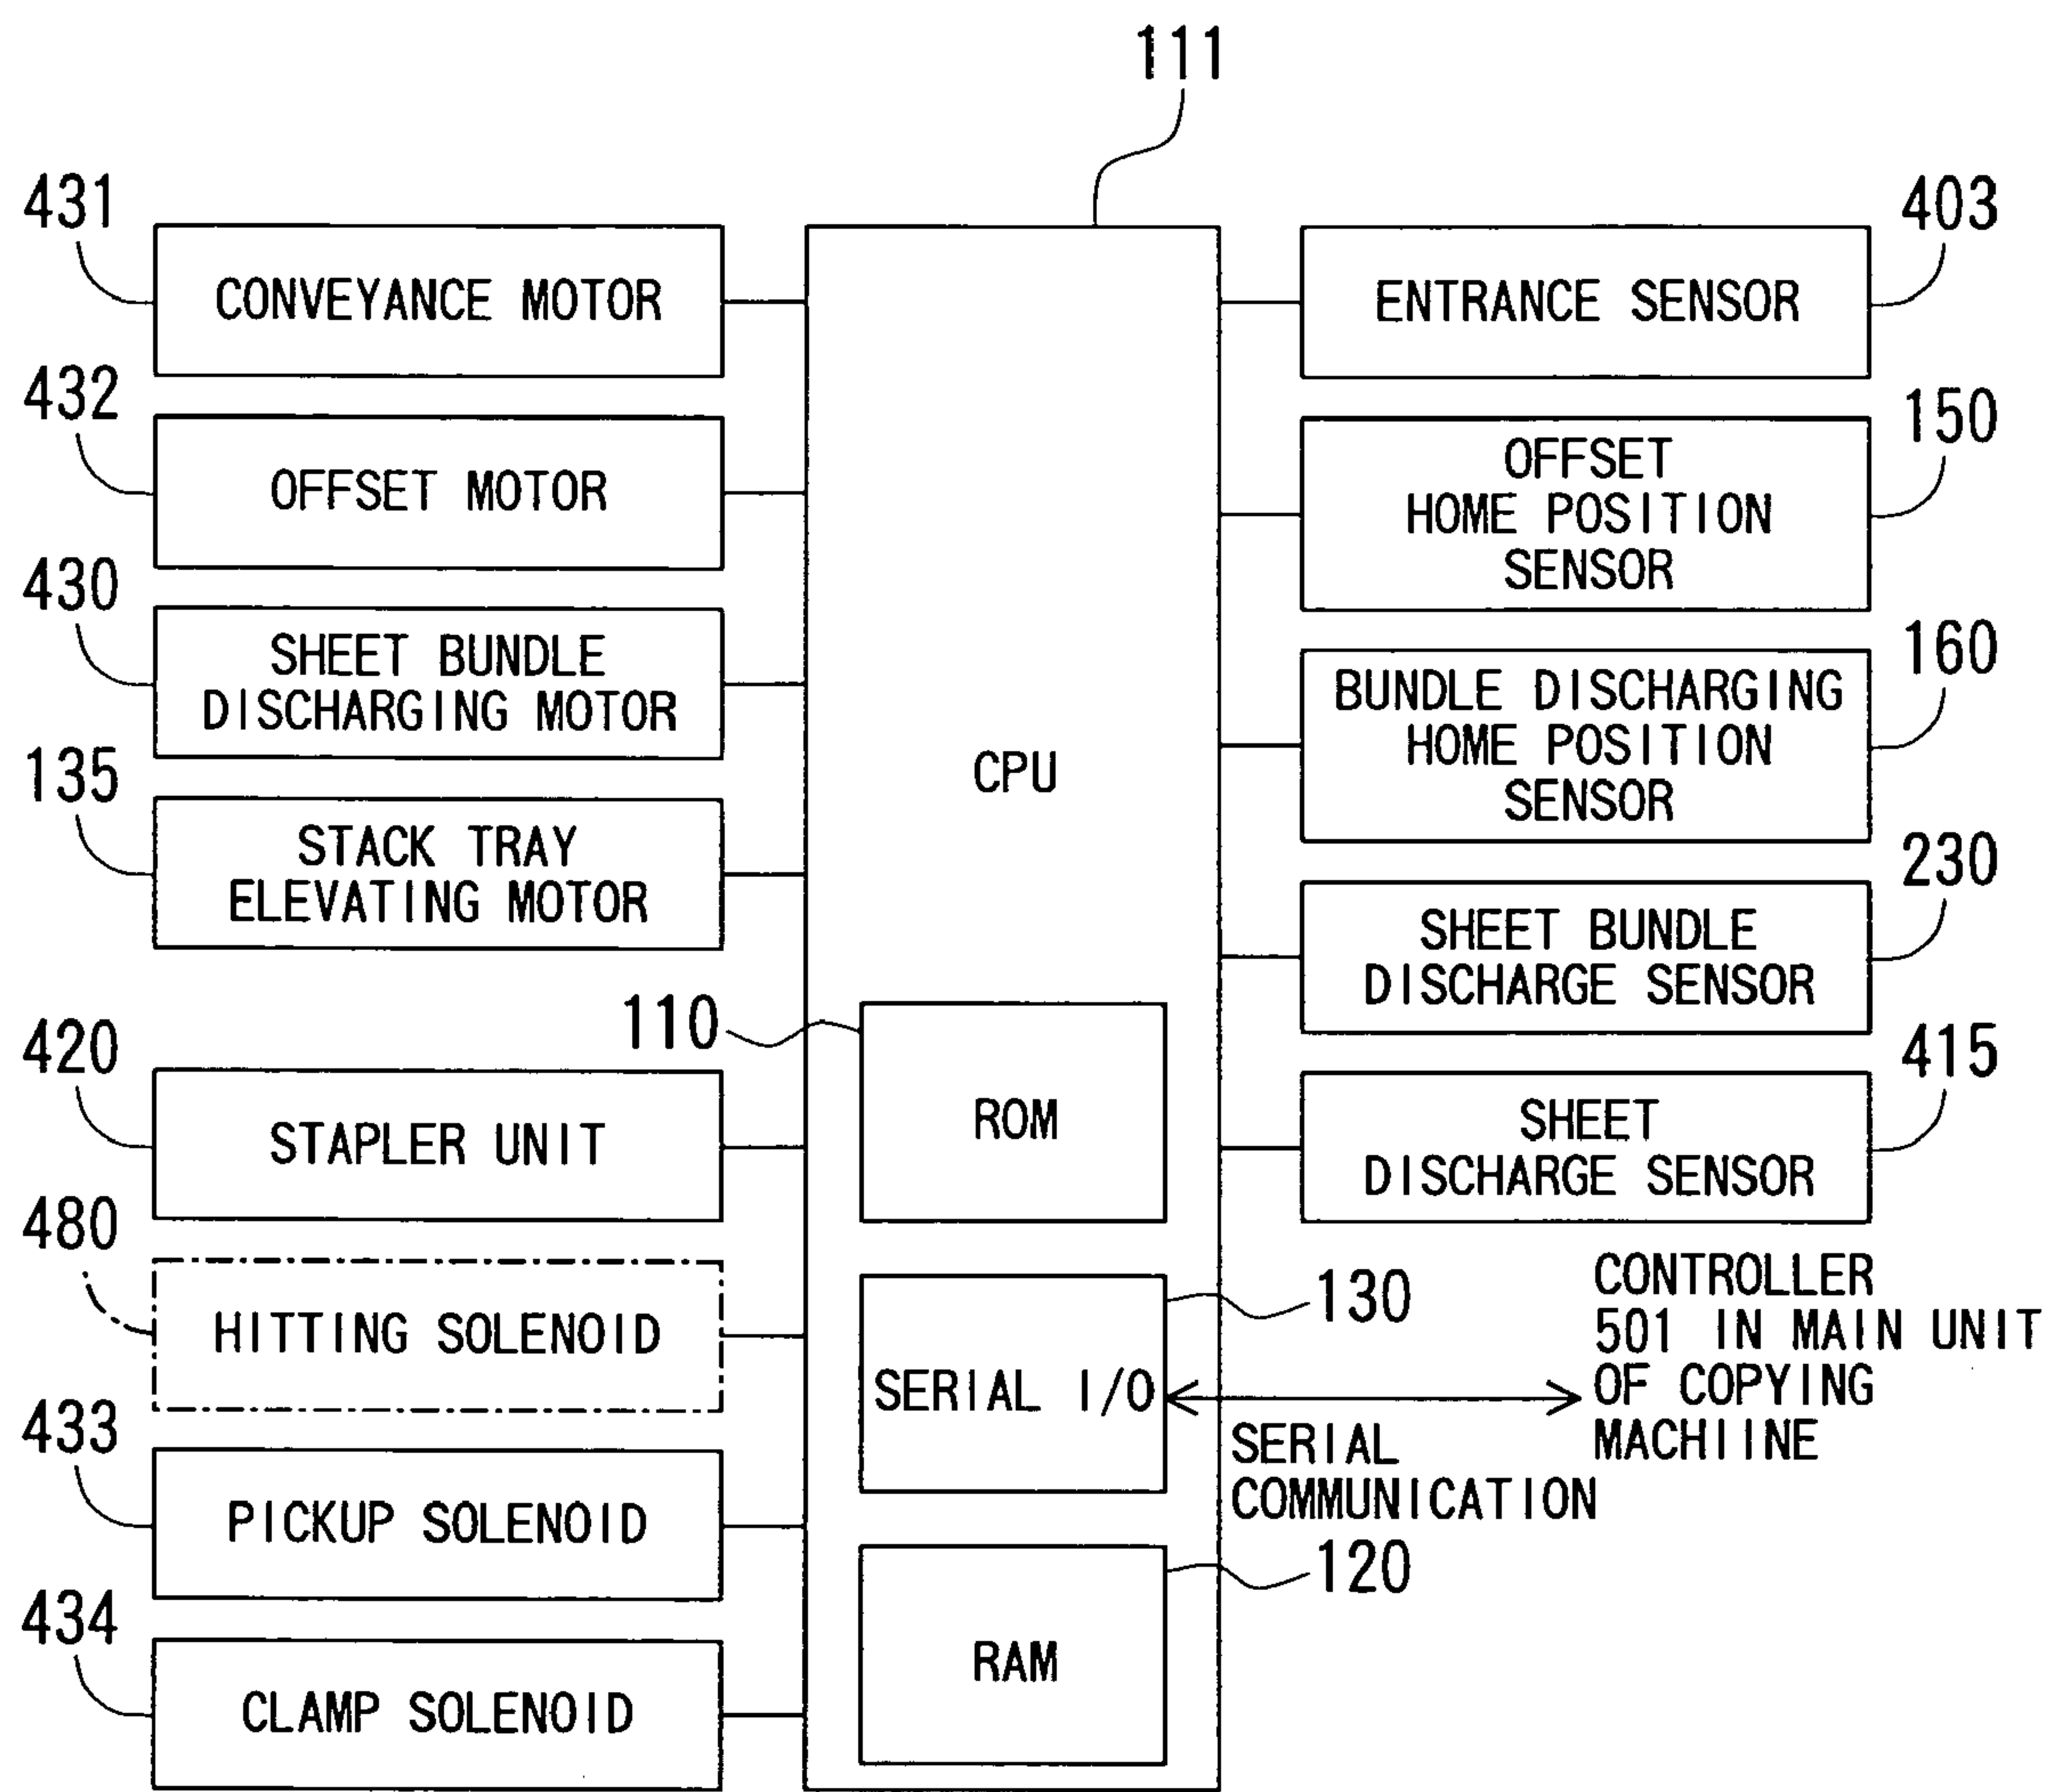 111
431
CONVEYANCE MOTOR
432
OFFSET MOTOR
430
SHEET BUNDLE
DISCHARGING MOTOR
135
STACK TRAY
ELEVATING MOTOR
420
STAPLER UNIT
480
HITTING SOLENOID
433
PICKUP SOLENOID
434
CLAMP SOLENOID
CPU
110
ROM
130
SERIAL I/O
120
RAM
403
ENTRANCE SENSOR
150
OFFSET
HOME POSITION
SENSOR
160
BUNDLE DISCHARGING
HOME POSITION
SENSOR
230
SHEET BUNDLE
DISCHARGE SENSOR
415
SHEET
DISCHARGE SENSOR
SERIAL
COMMUNICATION
CONTROLLER
501 IN MAIN UNIT
OF COPYING
MACHIINE